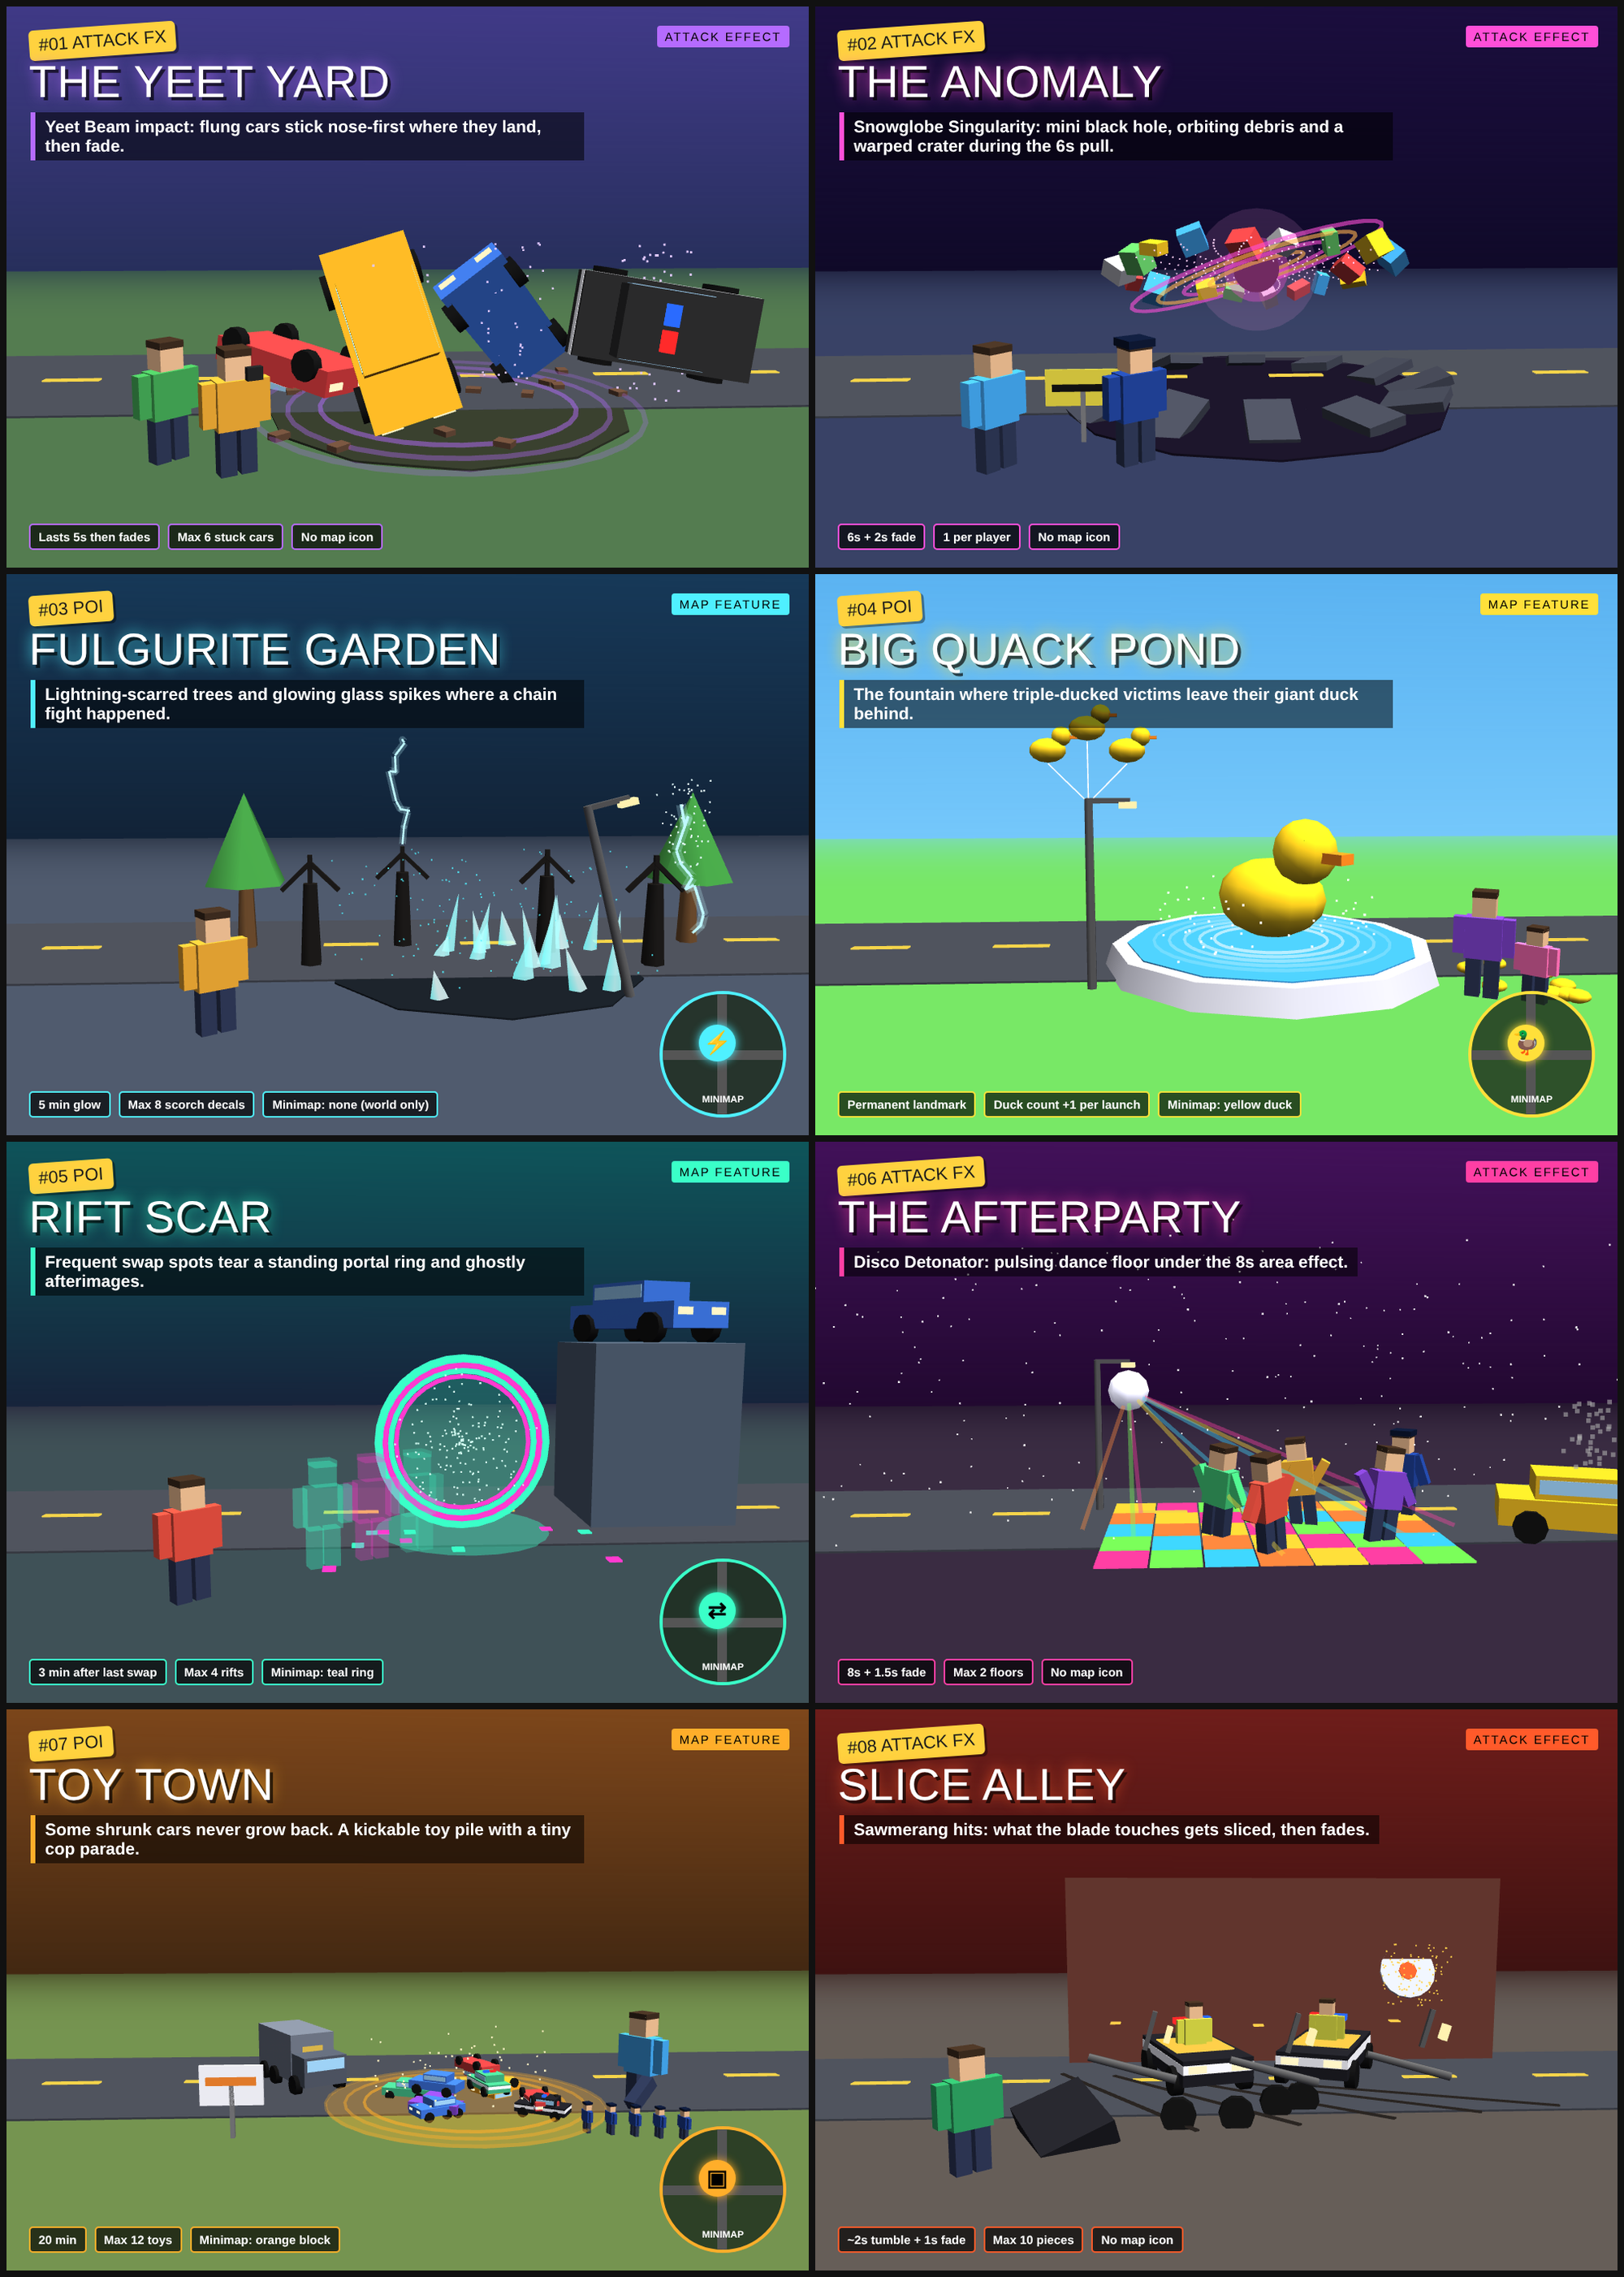 #01 ATTACK FX
ATTACK EFFECT
THE YEET YARD
Yeet Beam impact: flung cars stick nose-first where they land,
then fade.
Lasts 5s then fades
Max 6 stuck cars
No map icon
#02 ATTACK FX
ATTACK EFFECT
THE ANOMALY
Snowglobe Singularity: mini black hole, orbiting debris and a
warped crater during the 6s pull.
6s + 2s fade
1 per player
No map icon
#03 POI
MAP FEATURE
FULGURITE GARDEN
Lightning-scarred trees and glowing glass spikes where a chain
fight happened.
MINIMAP
5 min glow
Max 8 scorch decals
Minimap: none (world only)
#04 POI
MAP FEATURE
BIG QUACK POND
The fountain where triple-ducked victims leave their giant duck
behind.
MINIMAP
Permanent landmark
Duck count +1 per launch
Minimap: yellow duck
#05 POI
MAP FEATURE
RIFT SCAR
Frequent swap spots tear a standing portal ring and ghostly
afterimages.
MINIMAP
3 min after last swap
Max 4 rifts
Minimap: teal ring
#06 ATTACK FX
ATTACK EFFECT
THE AFTERPARTY
Disco Detonator: pulsing dance floor under the 8s area effect.
8s + 1.5s fade
Max 2 floors
No map icon
#07 POI
MAP FEATURE
TOY TOWN
Some shrunk cars never grow back. A kickable toy pile with a tiny
cop parade.
MINIMAP
20 min
Max 12 toys
Minimap: orange block
#08 ATTACK FX
ATTACK EFFECT
SLICE ALLEY
Sawmerang hits: what the blade touches gets sliced, then fades.
~2s tumble + 1s fade
Max 10 pieces
No map icon